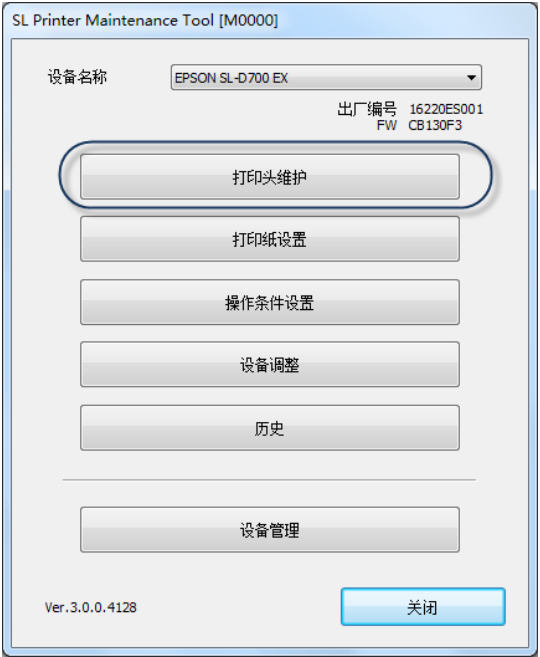 SL Printer Maintenance Tool [M0000]
设备名称 EPSON SL-D700 EX
出厂编号 16220ES001
FW CB130F3
打印头维护
打印纸设置
操作条件设置
设备调整
历史
设备管理
Ver.3.0.0.4128 关闭